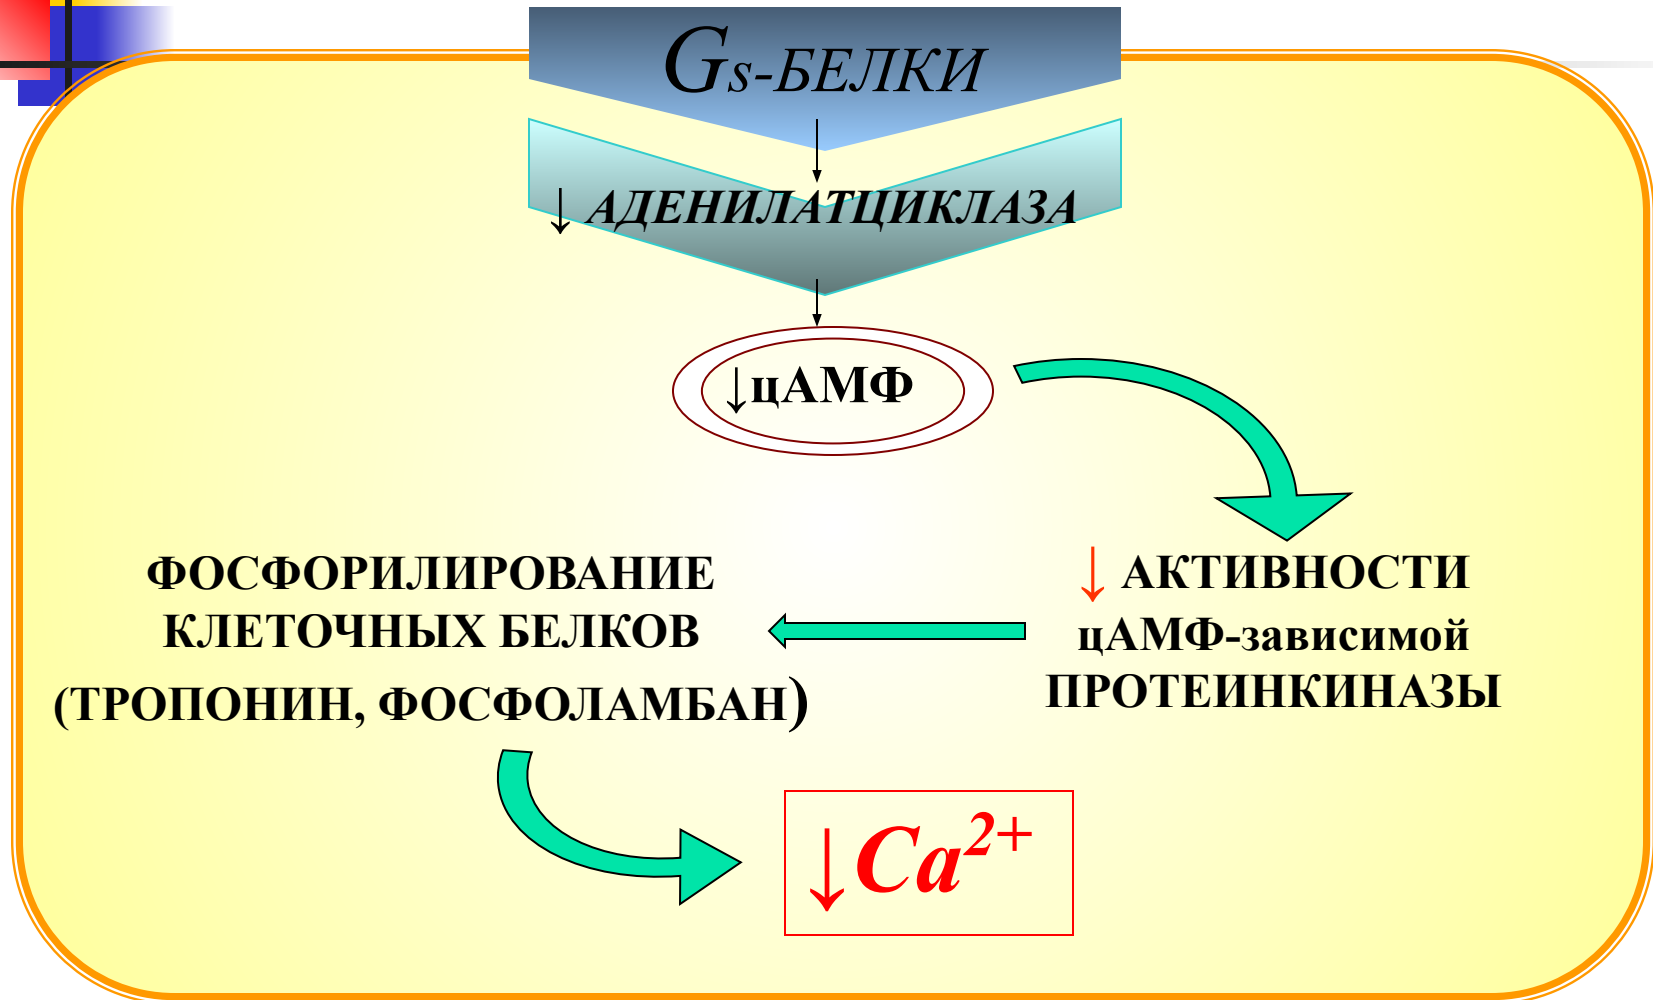 Gs-БЕЛКИ
↓ АДЕНИЛАТЦИКЛАЗА
↓цАМФ
↓ АКТИВНОСТИ
цАМФ-зависимой
ПРОТЕИНКИНАЗЫ
ФОСФОРИЛИРОВАНИЕ
КЛЕТОЧНЫХ БЕЛКОВ
(ТРОПОНИН, ФОСФОЛАМБАН)
↓Ca²⁺